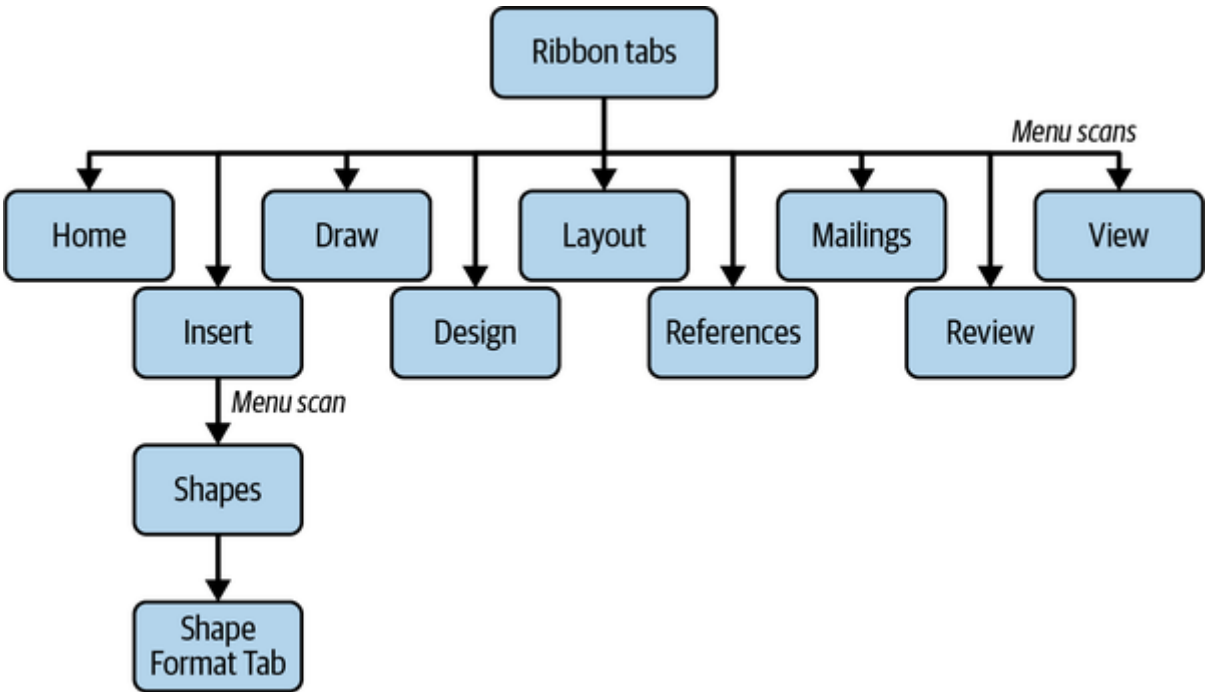 Ribbon tabs
Menu scans
Home
Draw
Layout
Mailings
View
Insert
Design
References
Review
Menu scan
Shapes
Shape
Format Tab